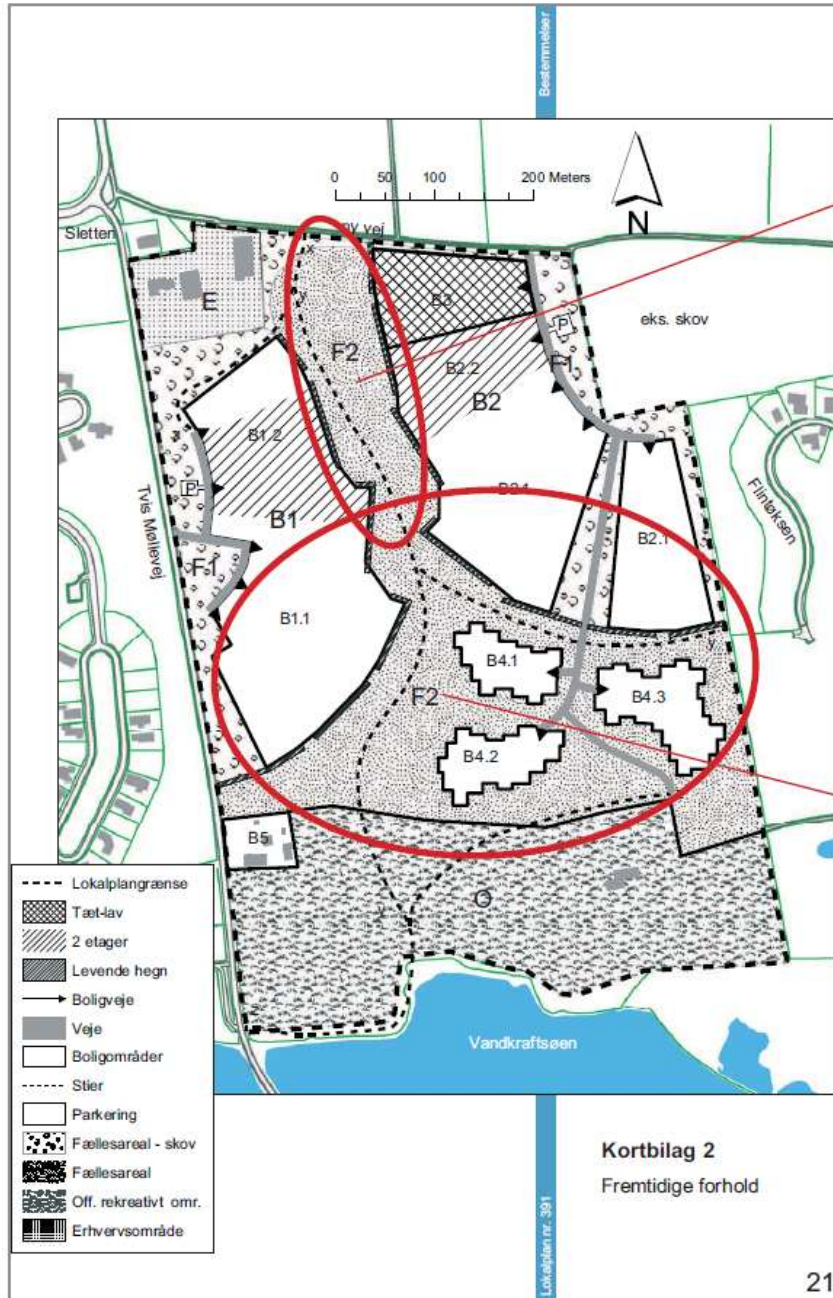 Bestemmelser
0 50 100 200 Meters
N
ny vej
Sletten
x
E
B3
P
eks. skov
y
F2
B2.2
F1
B2
B1.2
x
P
B1
B2.1
B2.1
Tvis Møllevej
Flintøksen
F1
B1.1
y
B4.1
F2
B4.3
B4.2
B5
O
y
Lokalplangrænse
Tæt-lav
2 etager
Levende hegn
Boligveje
Veje
Boligområder
Stier
Parkering
Fællesareal - skov
Fællesareal
Off. rekreativt omr.
Erhvervsområde
Vandkraftsøen
Kortbilag 2
Fremtidige forhold
Lokalplan nr. 391
21